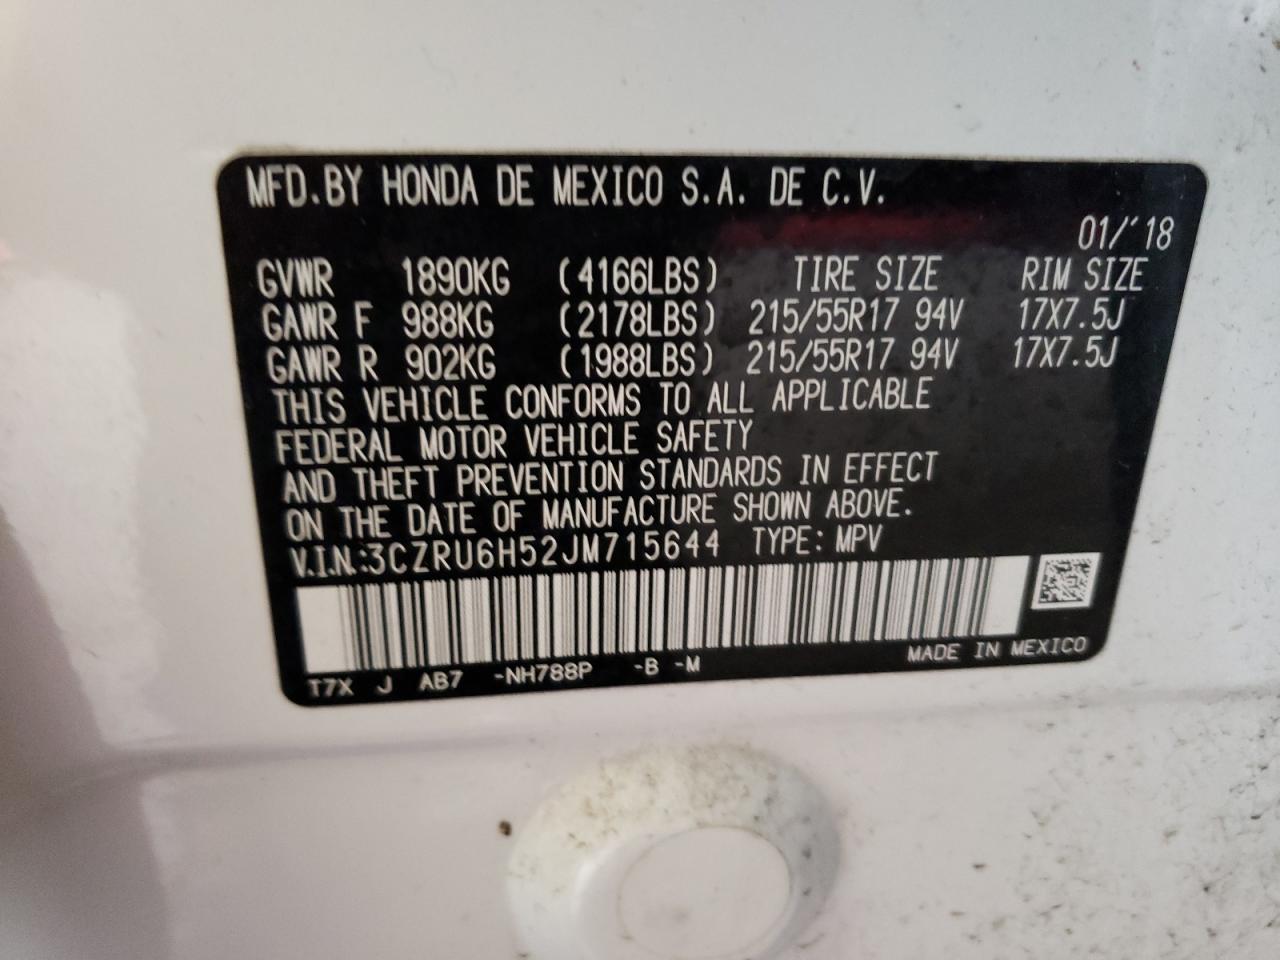 MFD.BY HONDA DE MEXICO S.A. DE C.V.
01/'18
GVWR 1890KG (4166LBS) TIRE SIZE RIM SIZE
GAWR F 988KG (2178LBS) 215/55R17 94V 17X7.5J
GAWR R 902KG (1988LBS) 215/55R17 94V 17X7.5J
THIS VEHICLE CONFORMS TO ALL APPLICABLE
FEDERAL MOTOR VEHICLE SAFETY
AND THEFT PREVENTION STANDARDS IN EFFECT
ON THE DATE OF MANUFACTURE SHOWN ABOVE.
V.I.N.:3CZRU6H52JM715644 TYPE: MPV
MADE IN MEXICO
T7X J AB7 -NH788P -B -M